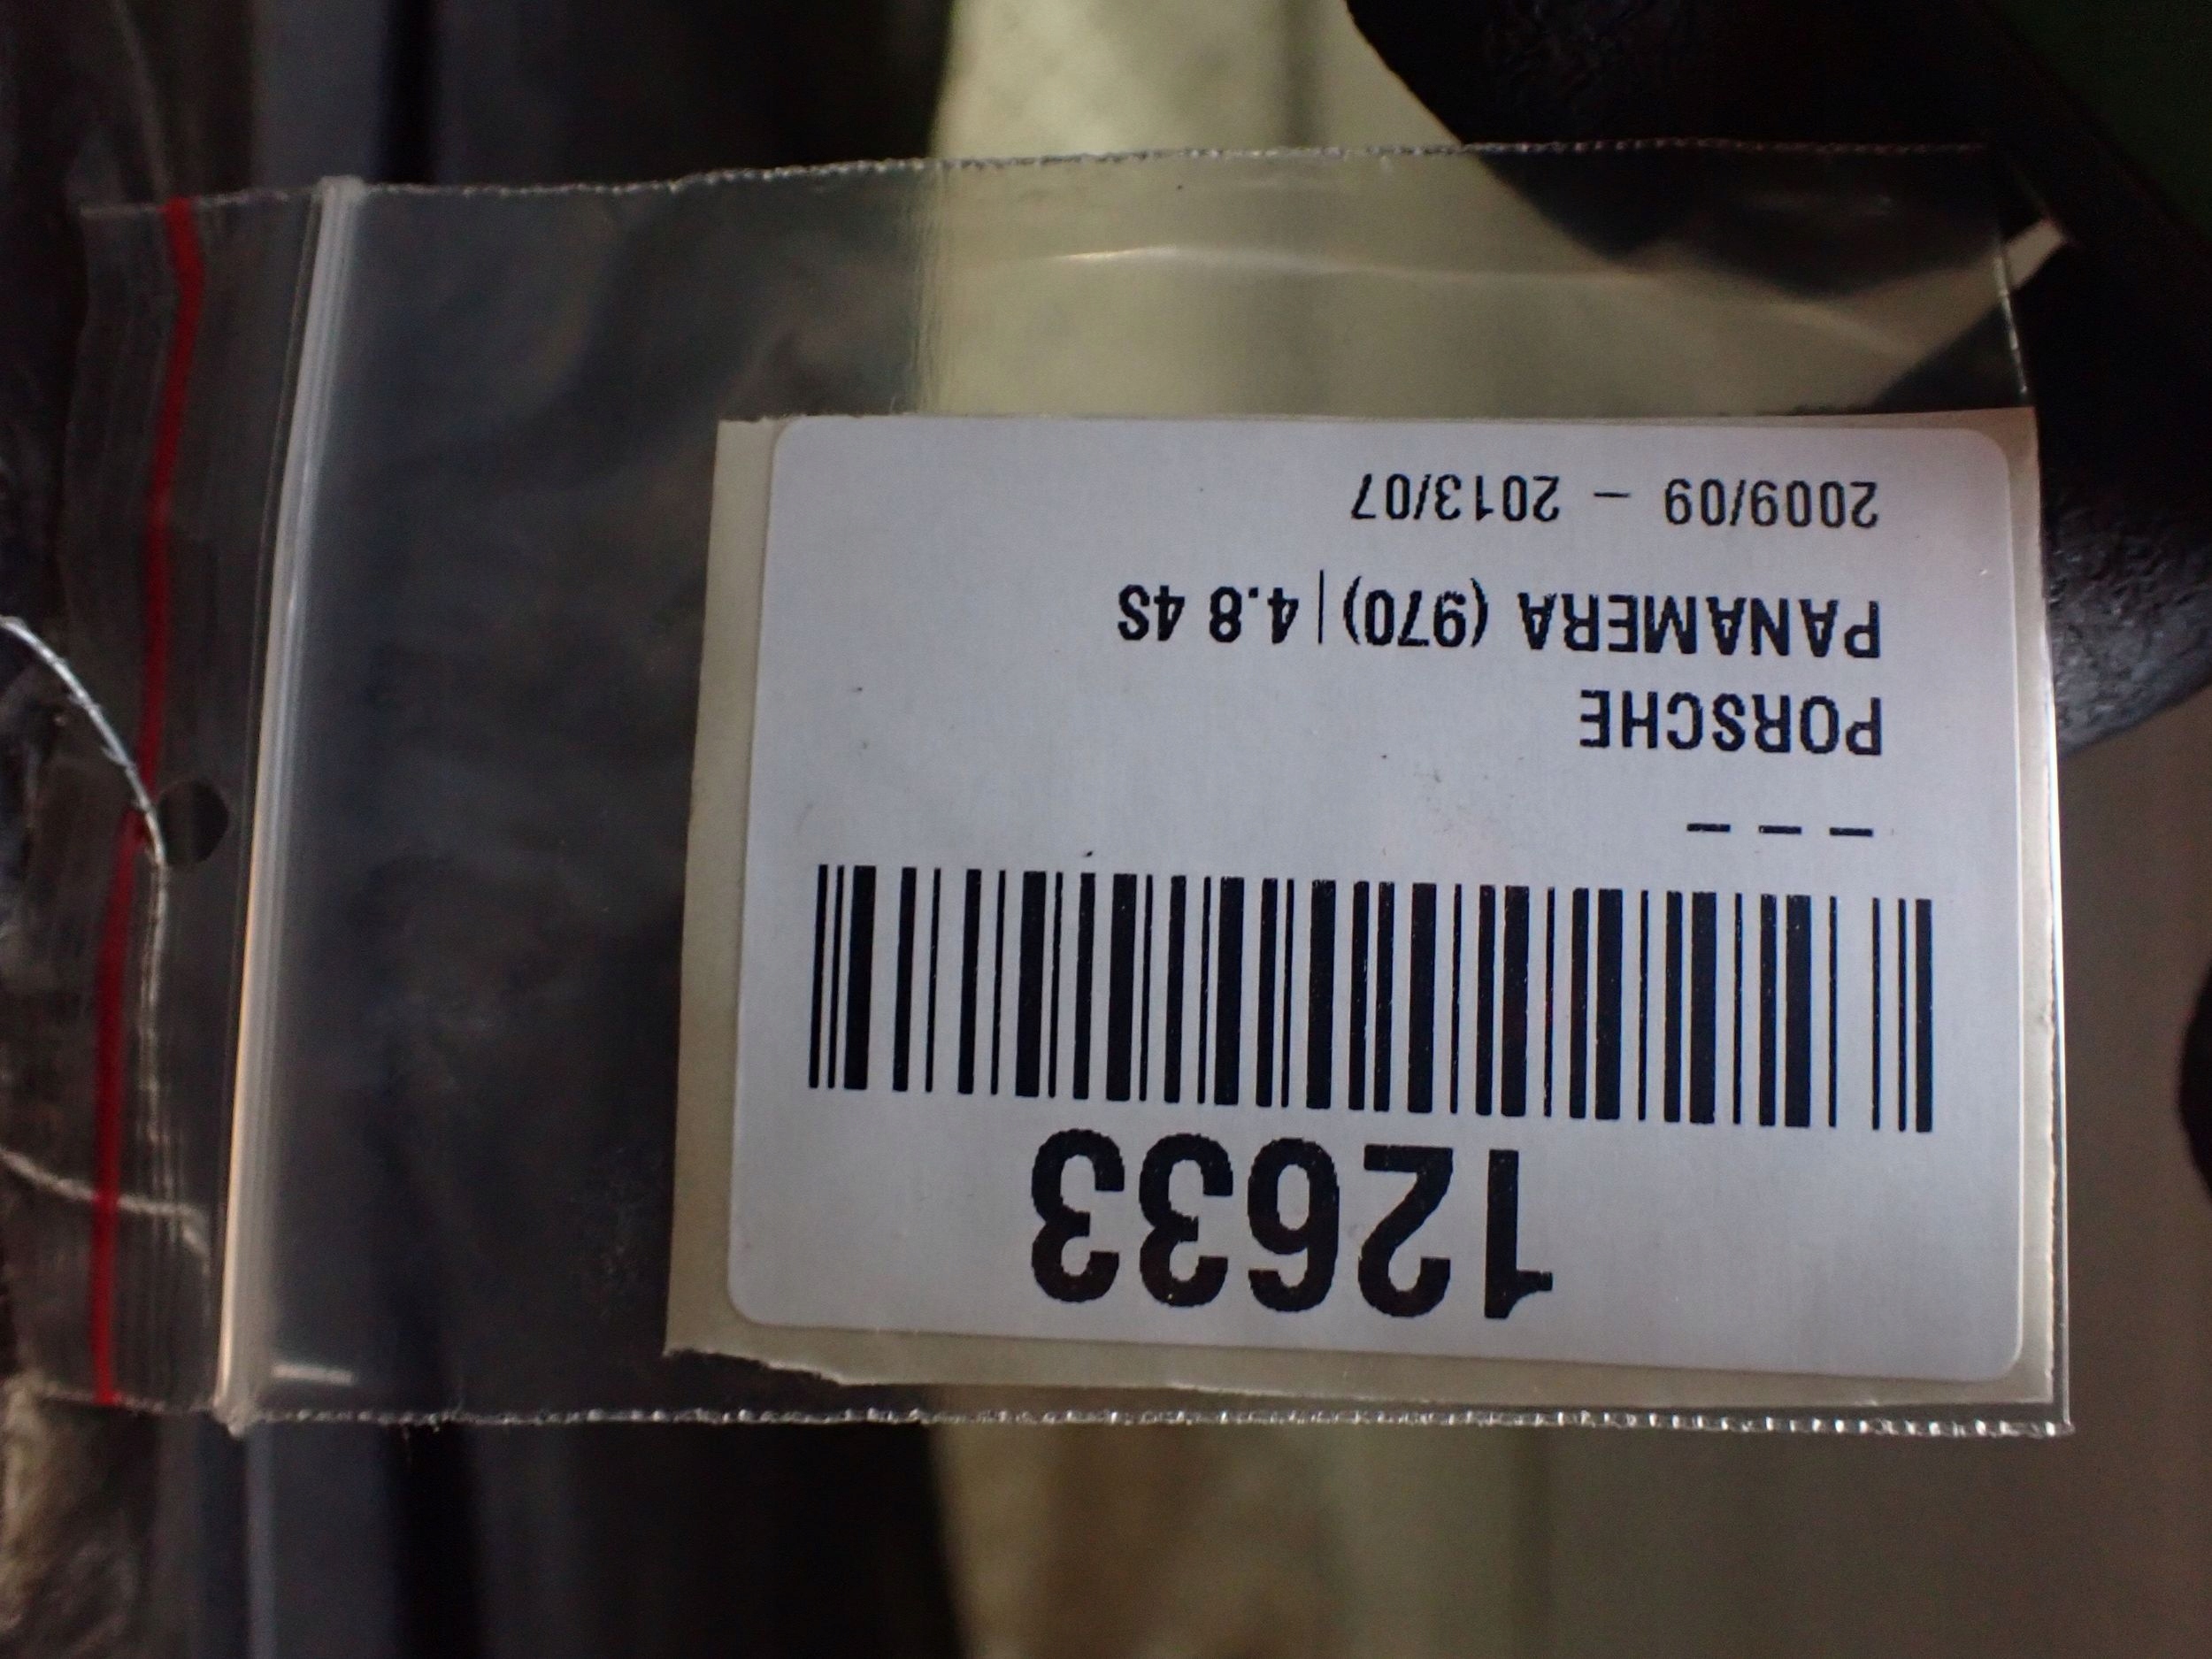 12633
– – –
PORSCHE
PANAMERA (970)|4.8 4S
2009/09 – 2013/07